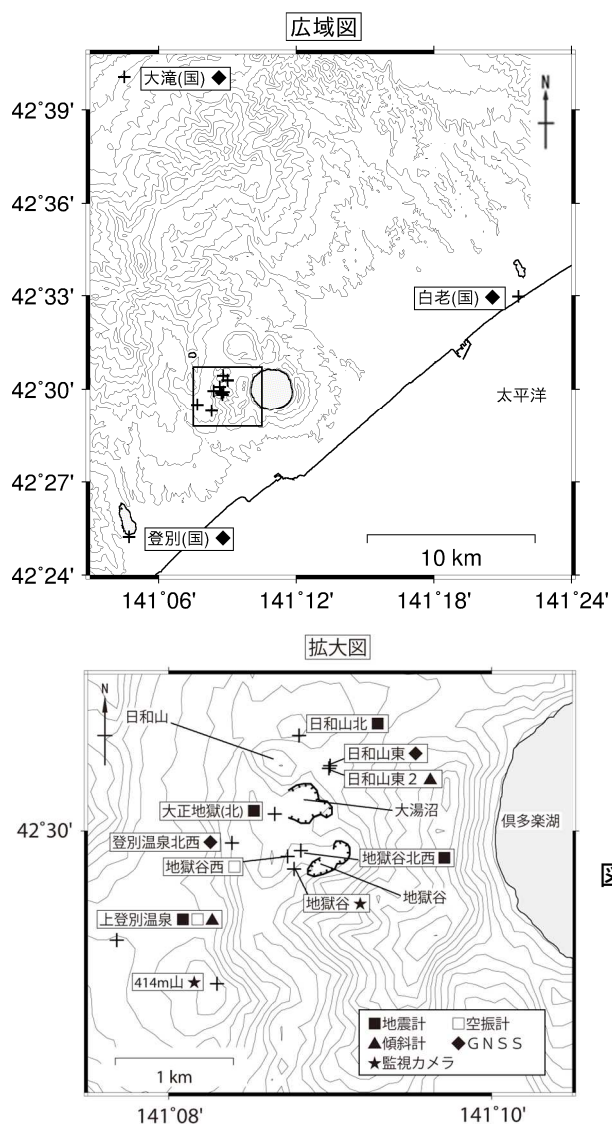 広域図
大滝(国) ◆
N
42˚39'
42˚36'
42˚33'
白老(国) ◆
42˚30'
太平洋
42˚27'
登別(国) ◆
10 km
42˚24'
141˚06'
141˚12'
141˚18'
141˚24'
拡大図
N
日和山
日和山北 ■
日和山東 ◆
日和山東２ ▲
大正地獄(北) ■
大湯沼
42˚30'
倶多楽湖
登別温泉北西 ◆
地獄谷西 □
地獄谷北西 ■
地獄谷 ★
地獄谷
上登別温泉 ■□▲
414m山 ★
■地震計 □空振計
▲傾斜計 ◆ＧＮＳＳ
★監視カメラ
1 km
141˚08'
141˚10'